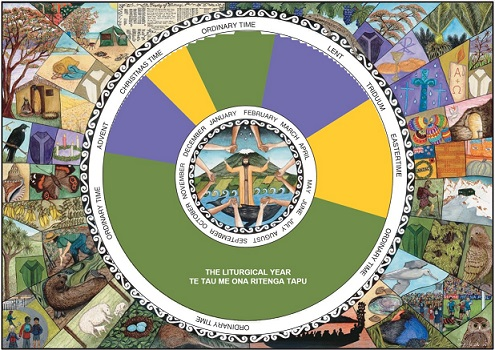 ORDINARY TIME
LENT
TRIDUUM
EASTERTIME
ORDINARY TIME
ORDINARY TIME
ORDINARY TIME
ADVENT
CHRISTMAS TIME
JANUARY
FEBRUARY
MARCH
APRIL
MAY
JUNE
JULY
AUGUST
SEPTEMBER
OCTOBER
NOVEMBER
DECEMBER
THE LITURGICAL YEAR
TE TAU ME ONA RITENGA TAPU
Α Ω